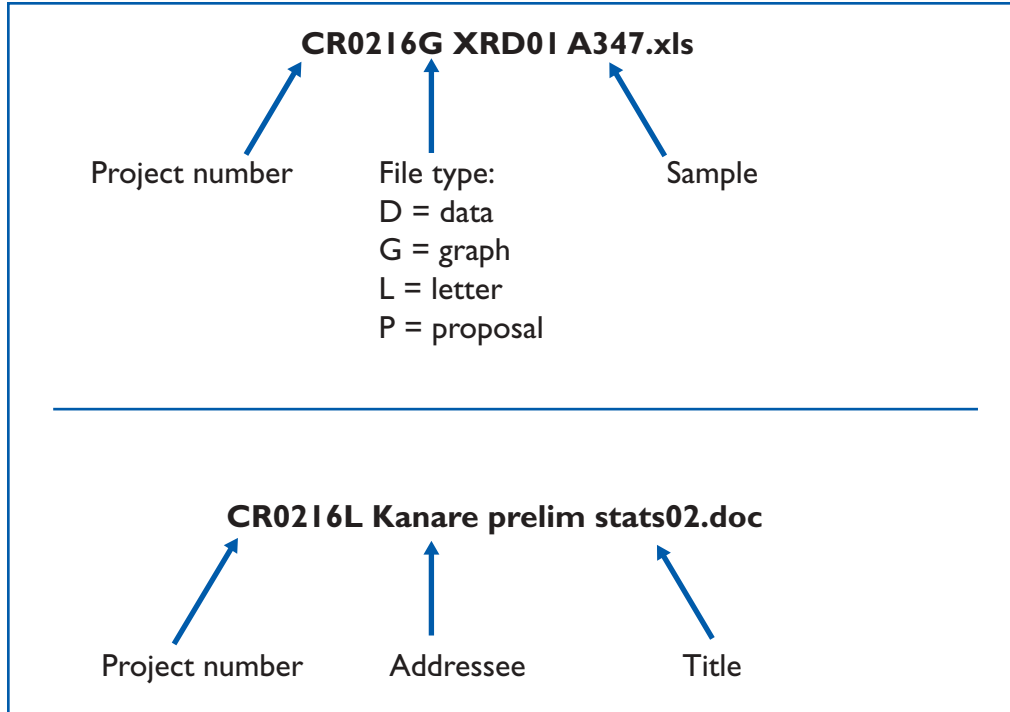 CR0216G XRD01 A347.xls
Project number
File type:
Sample
D = data
G = graph
L = letter
P = proposal
CR0216L Kanare prelim stats02.doc
Project number
Addressee
Title